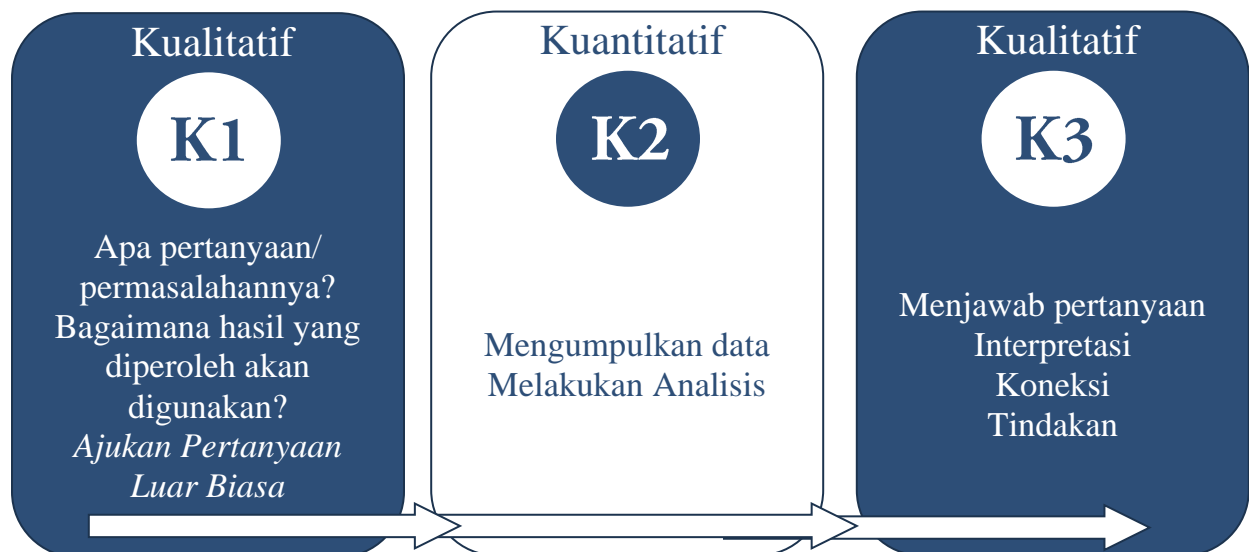 Kualitatif
K1
Apa pertanyaan/
permasalahannya?
Bagaimana hasil yang
diperoleh akan
digunakan?
Ajukan Pertanyaan
Luar Biasa
Kuantitatif
K2
Mengumpulkan data
Melakukan Analisis
Kualitatif
K3
Menjawab pertanyaan
Interpretasi
Koneksi
Tindakan